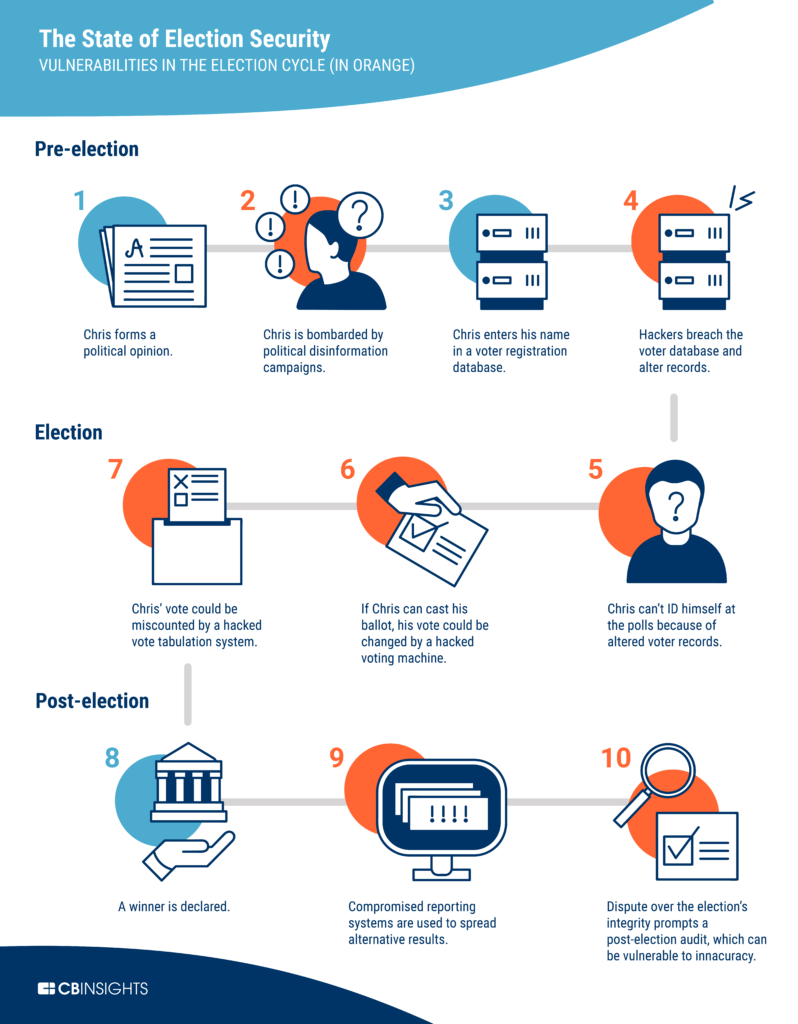 The State of Election Security
VULNERABILITIES IN THE ELECTION CYCLE (IN ORANGE)
Pre-election
1
Chris forms a
political opinion.
2
! ! ! ?
Chris is bombarded by
political disinformation
campaigns.
3
Chris enters his name
in a voter registration
database.
4
Hackers breach the
voter database and
alter records.
Election
7
Chris’ vote could be
miscounted by a hacked
vote tabulation system.
6
If Chris can cast his
ballot, his vote could be
changed by a hacked
voting machine.
5
?
Chris can’t ID himself at
the polls because of
altered voter records.
Post-election
8
A winner is declared.
9
!!!!
Compromised reporting
systems are used to spread
alternative results.
10
Dispute over the election’s
integrity prompts a
post-election audit, which can
be vulnerable to innacuracy.
CBINSIGHTS